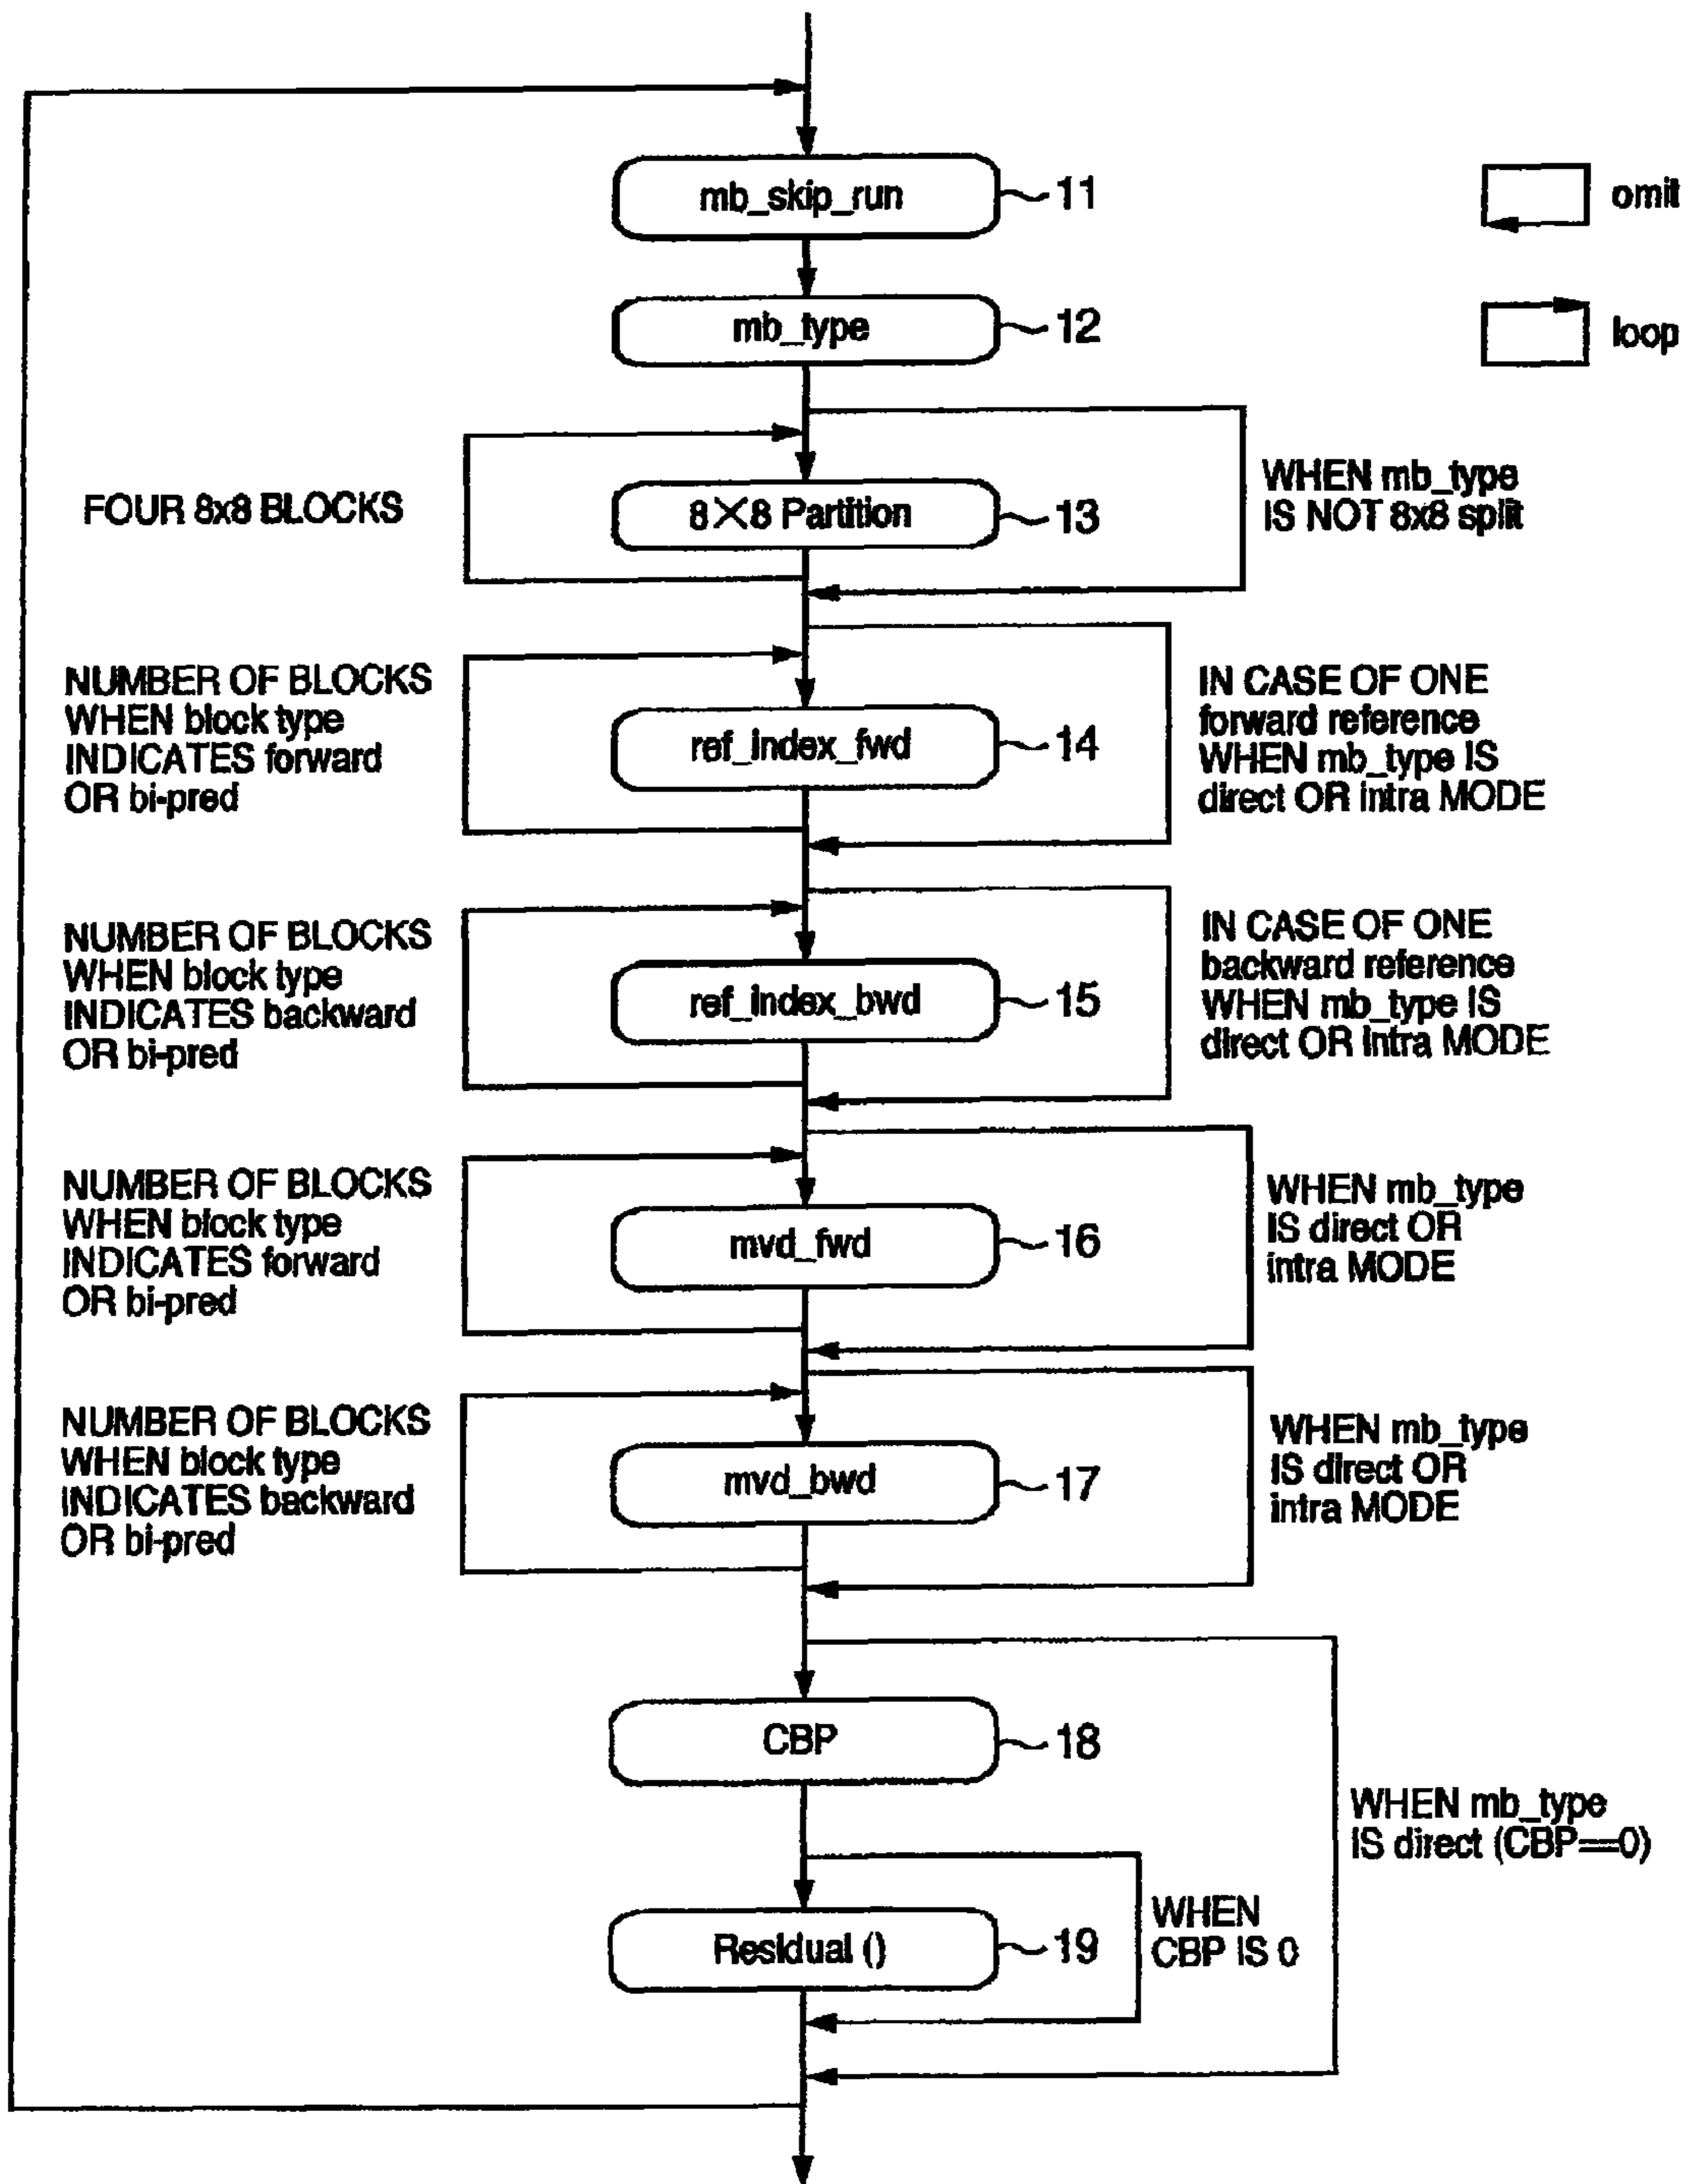 mb_skip_run
11
omit
mb_type
12
loop
FOUR 8x8 BLOCKS
8×8 Partition
13
WHEN mb_type
IS NOT 8x8 split
NUMBER OF BLOCKS
WHEN block type
INDICATES forward
OR bi-pred
ref_index_fwd
14
IN CASE OF ONE
forward reference
WHEN mb_type IS
direct OR intra MODE
NUMBER OF BLOCKS
WHEN block type
INDICATES backward
OR bi-pred
ref_index_bwd
15
IN CASE OF ONE
backward reference
WHEN mb_type IS
direct OR intra MODE
NUMBER OF BLOCKS
WHEN block type
INDICATES forward
OR bi-pred
mvd_fwd
16
WHEN mb_type
IS direct OR
intra MODE
NUMBER OF BLOCKS
WHEN block type
INDICATES backward
OR bi-pred
mvd_bwd
17
WHEN mb_type
IS direct OR
intra MODE
CBP
18
WHEN mb_type
IS direct (CBP==0)
Residual ()
19
WHEN
CBP IS 0